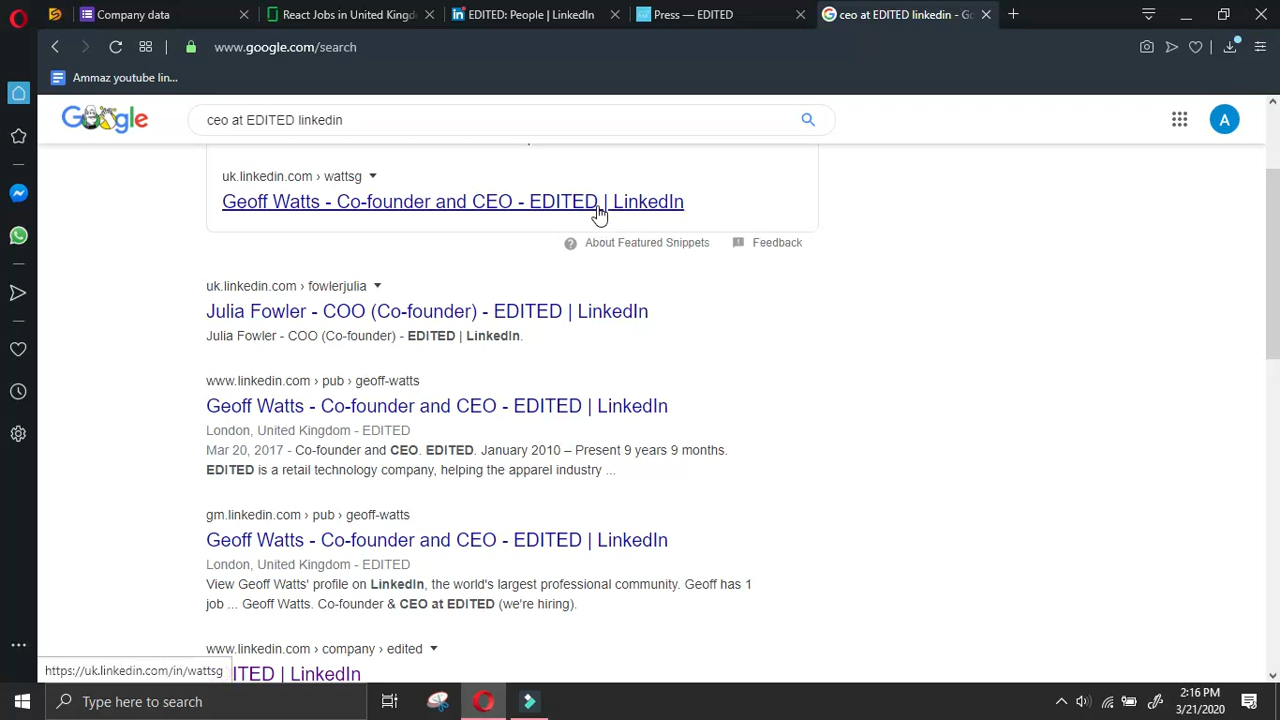 Company data
React Jobs in United Kingd
EDITED: People | LinkedIn
Press — EDITED
ceo at EDITED linkedin - Go
www.google.com/search
Ammaz youtube lin...
Google
ceo at EDITED linkedin
A
uk.linkedin.com › wattsg
Geoff Watts - Co-founder and CEO - EDITED | LinkedIn
About Featured Snippets
Feedback
uk.linkedin.com › fowlerjulia
Julia Fowler - COO (Co-founder) - EDITED | LinkedIn
Julia Fowler - COO (Co-founder) - EDITED | LinkedIn.
www.linkedin.com › pub › geoff-watts
Geoff Watts - Co-founder and CEO - EDITED | LinkedIn
London, United Kingdom - EDITED
Mar 20, 2017 - Co-founder and CEO. EDITED. January 2010 – Present 9 years 9 months.
EDITED is a retail technology company, helping the apparel industry ...
gm.linkedin.com › pub › geoff-watts
Geoff Watts - Co-founder and CEO - EDITED | LinkedIn
London, United Kingdom - EDITED
View Geoff Watts' profile on LinkedIn, the world's largest professional community. Geoff has 1
job ... Geoff Watts. Co-founder & CEO at EDITED (we're hiring).
www.linkedin.com › company › edited
ITED | LinkedIn
https://uk.linkedin.com/in/wattsg
Type here to search
2:16 PM
3/21/2020